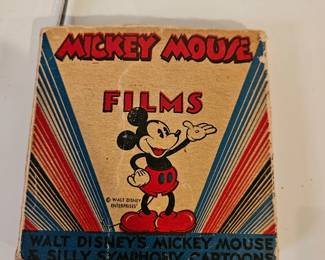 MICKEY MOUSE
FILMS
© WALT DISNEY
ENTERPRISES
WALT DISNEY'S MICKEY MOUSE
& SILLY SYMPHONY CARTOONS